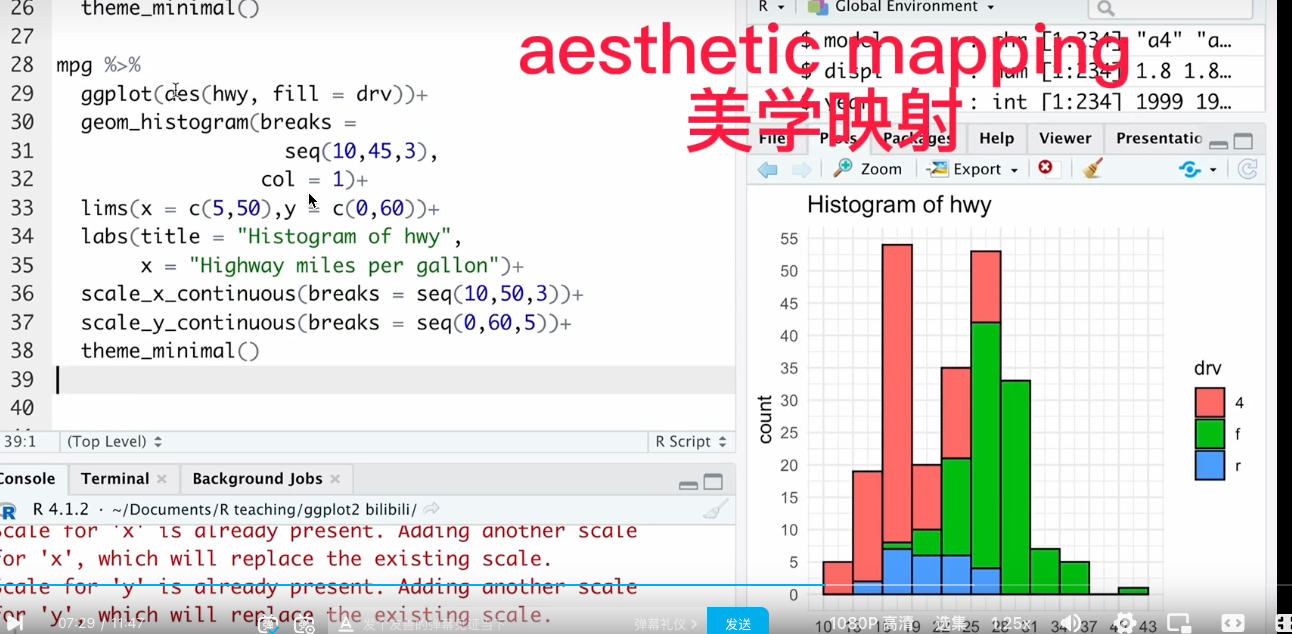 26 theme_minimal()
27
28 mpg %>%
29 ggplot(aes(hwy, fill = drv))+
30 geom_histogram(breaks =
31 seq(10,45,3),
32 col = 1)+
33 lims(x = c(5,50),y = c(0,60))+
34 labs(title = "Histogram of hwy",
35 x = "Highway miles per gallon")+
36 scale_x_continuous(breaks = seq(10,50,3))+
37 scale_y_continuous(breaks = seq(0,60,5))+
38 theme_minimal()
39
40
39:1 (Top Level) R Script
Console Terminal Background Jobs
R 4.1.2 · ~/Documents/R teaching/ggplot2 bilibili/
Scale for 'x' is already present. Adding another scale
for 'x', which will replace the existing scale.
Scale for 'y' is already present. Adding another scale
for 'y', which will replace the existing scale.
R Global Environment
aesthetic mapping
美学映射
$ model : chr [1:234] "a4" "a…
$ displ : num [1:234] 1.8 1.8…
$ year : int [1:234] 1999 19…
Files Plots Packages Help Viewer Presentatio
Zoom Export
Histogram of hwy
55
50
45
40
35
30
25
20
15
10
5
0
count
10 22 25 28 31 34 37 40 43
drv
4
f
r
07:29 / 11:47 弹幕礼仪 发送 1080P 高清 选集 1.25x